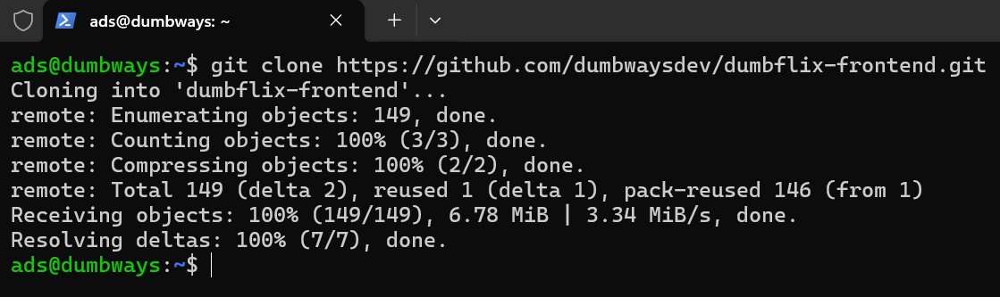 ads@dumbways: ~
ads@dumbways:~$ git clone https://github.com/dumbwaysdev/dumbflix-frontend.git
Cloning into 'dumbflix-frontend'...
remote: Enumerating objects: 149, done.
remote: Counting objects: 100% (3/3), done.
remote: Compressing objects: 100% (2/2), done.
remote: Total 149 (delta 2), reused 1 (delta 1), pack-reused 146 (from 1)
Receiving objects: 100% (149/149), 6.78 MiB | 3.34 MiB/s, done.
Resolving deltas: 100% (7/7), done.
ads@dumbways:~$